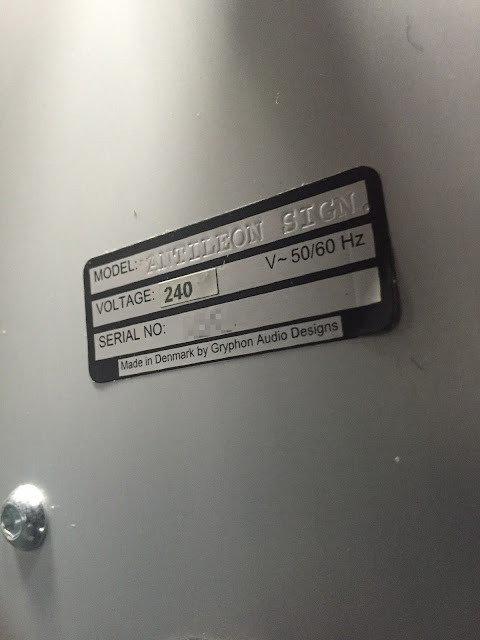 MODEL: ANTILEON SIGN.
VOLTAGE: 240 V~ 50/60 Hz
SERIAL NO:
Made in Denmark by Gryphon Audio Designs